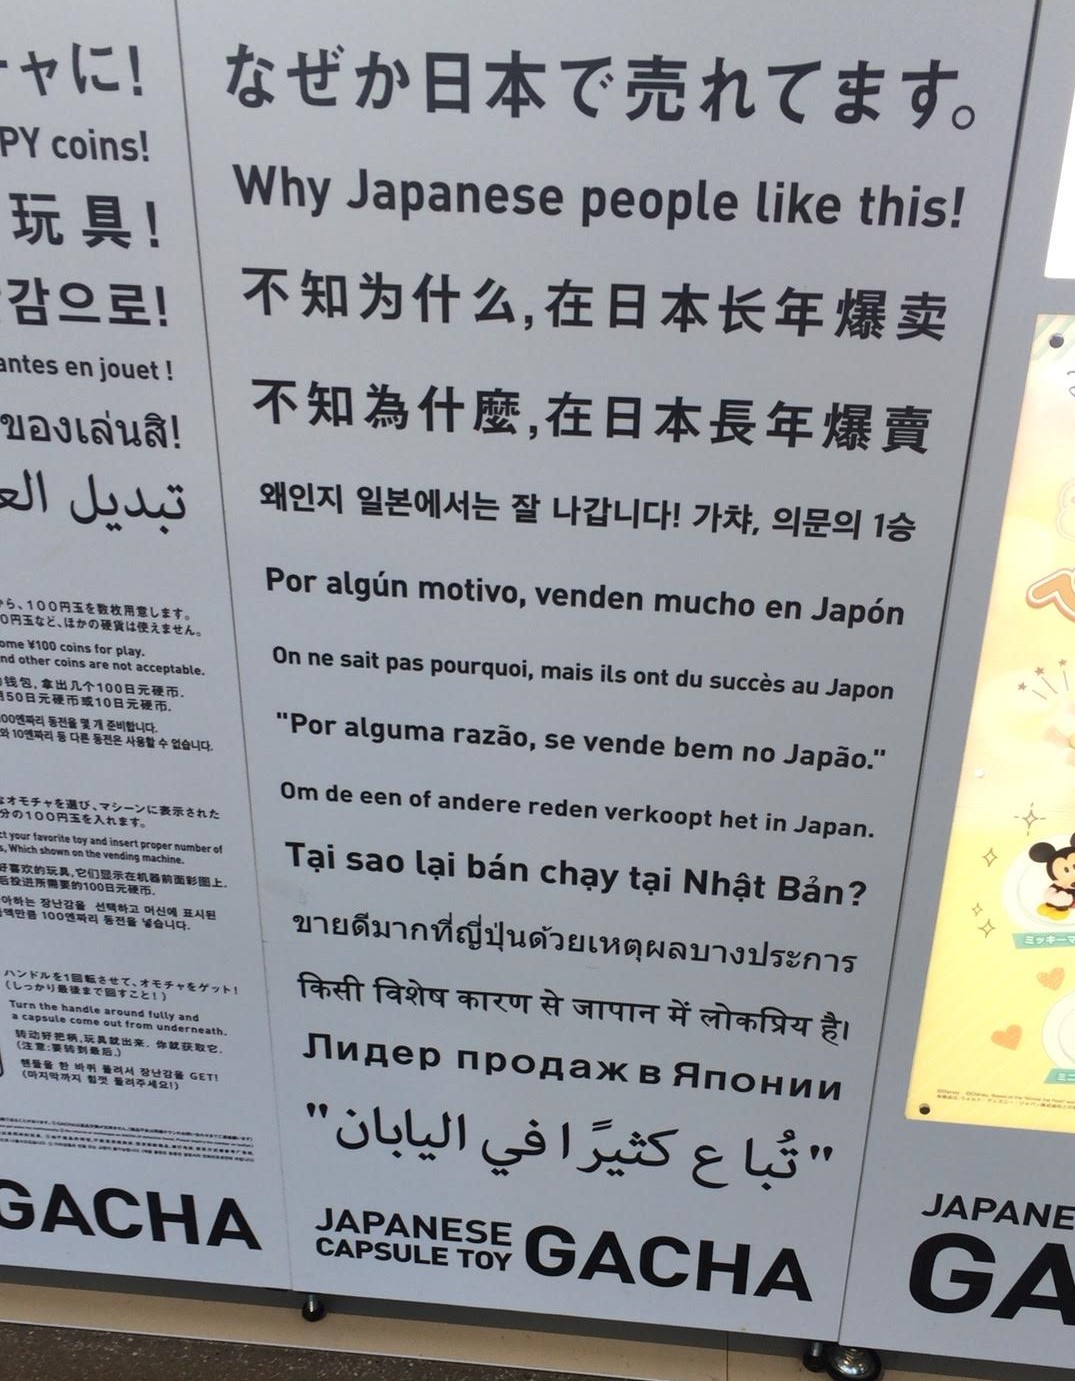 ャに!
PY coins!
玩具!
감으로!
antes en jouet !
ของเล่นสิ!
تبديل
ら、100円玉を数枚用意します。
0円玉など、ほかの硬貨は使えません。
ome ¥100 coins for play.
nd other coins are not acceptable.
钱包,拿出几个100日元硬币.
50日元硬币或10日元硬币.
00엔짜리 동전을 몇 개 준비합니다.
와 10엔짜리 등 다른 동전은 사용할 수 없습니다.
なオモチャを選び、マシーンに表示された
分の100円玉を入れます。
ct your favorite toy and insert proper number of
s, Which shown on the vending machine.
好喜欢的玩具,它们显示在机器前面彩图上.
后投进所需要的100日元硬币.
아하는 장난감을 선택하고 머신에 표시된
액만큼 100엔짜리 동전을 넣습니다.
ハンドルを1回転させて、オモチャをゲット!
(しっかり最後まで回すこと!)
Turn the handle around fully and
a capsule come out from underneath.
转动好把柄,玩具就出来. 你就获取它.
(注意:要转到最后.)
핸들을 한 바퀴 돌려서 장난감을 GET!
(마지막까지 힘껏 돌려주세요!)
GACHA
なぜか日本で売れてます。
Why Japanese people like this!
不知为什么,在日本长年爆卖
不知為什麼,在日本長年爆賣
왜인지 일본에서는 잘 나갑니다! 가챠, 의문의 1승
Por algún motivo, venden mucho en Japón
On ne sait pas pourquoi, mais ils ont du succès au Japon
"Por alguma razão, se vende bem no Japão."
Om de een of andere reden verkoopt het in Japan.
Tại sao lại bán chạy tại Nhật Bản?
ขายดีมากที่ญี่ปุ่นด้วยเหตุผลบางประการ
किसी विशेष कारण से जापान में लोकप्रिय है।
Лидер продаж в Японии
"تُبا ع كثيرًا في اليابان"
JAPANESE
CAPSULE TOY GACHA
ミッキーマ
ミニ
JAPANE
GA